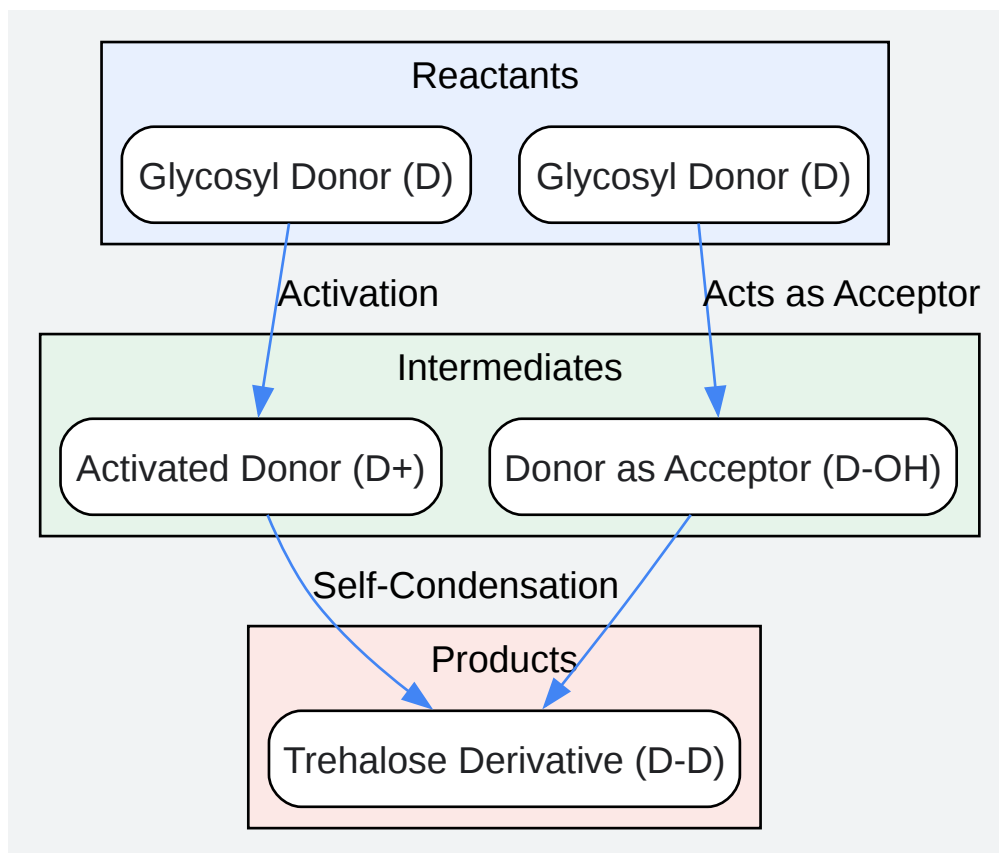 Reactants
Glycosyl Donor (D)
Glycosyl Donor (D)
Activation
Acts as Acceptor
Intermediates
Activated Donor (D+)
Donor as Acceptor (D-OH)
Self-Condensation
Products
Trehalose Derivative (D-D)